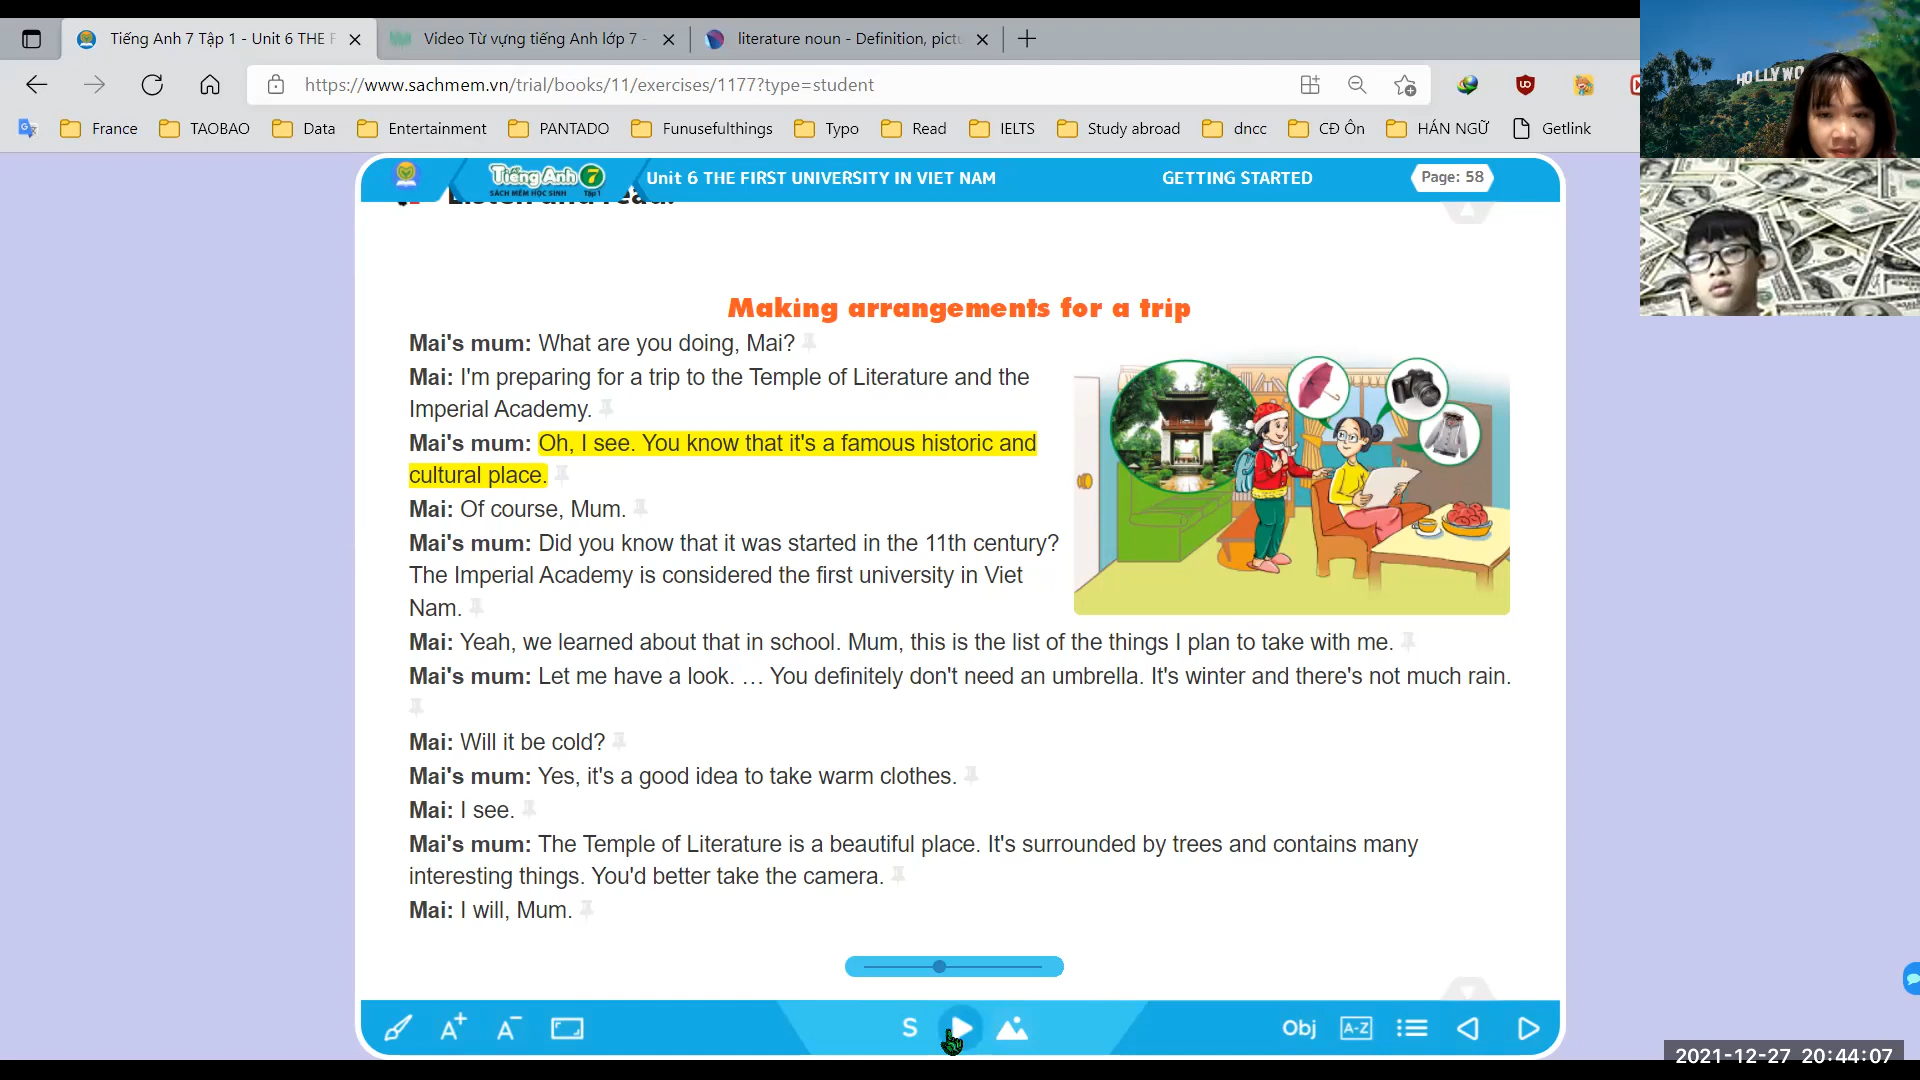 Tiếng Anh 7 Tập 1 - Unit 6 THE F
Video Từ vựng tiếng Anh lớp 7 -
literature noun - Definition, pictu
https://www.sachmem.vn/trial/books/11/exercises/1177?type=student
France TAOBAO Data Entertainment PANTADO Funusefulthings Typo Read IELTS Study abroad dncc CĐ Ôn HÁN NGỮ Getlink
HOLLYWO
Tiếng Anh 7
SÁCH MỀM HỌC SINH Tập 1
Unit 6 THE FIRST UNIVERSITY IN VIET NAM
GETTING STARTED
Page: 58
Listen and read.
Making arrangements for a trip
Mai's mum: What are you doing, Mai?
Mai: I'm preparing for a trip to the Temple of Literature and the
Imperial Academy.
Mai's mum: Oh, I see. You know that it's a famous historic and
cultural place.
Mai: Of course, Mum.
Mai's mum: Did you know that it was started in the 11th century?
The Imperial Academy is considered the first university in Viet
Nam.
Mai: Yeah, we learned about that in school. Mum, this is the list of the things I plan to take with me.
Mai's mum: Let me have a look. … You definitely don't need an umbrella. It's winter and there's not much rain.
Mai: Will it be cold?
Mai's mum: Yes, it's a good idea to take warm clothes.
Mai: I see.
Mai's mum: The Temple of Literature is a beautiful place. It's surrounded by trees and contains many
interesting things. You'd better take the camera.
Mai: I will, Mum.
A+ A- S Obj A-Z
2021-12-27 20:44:07